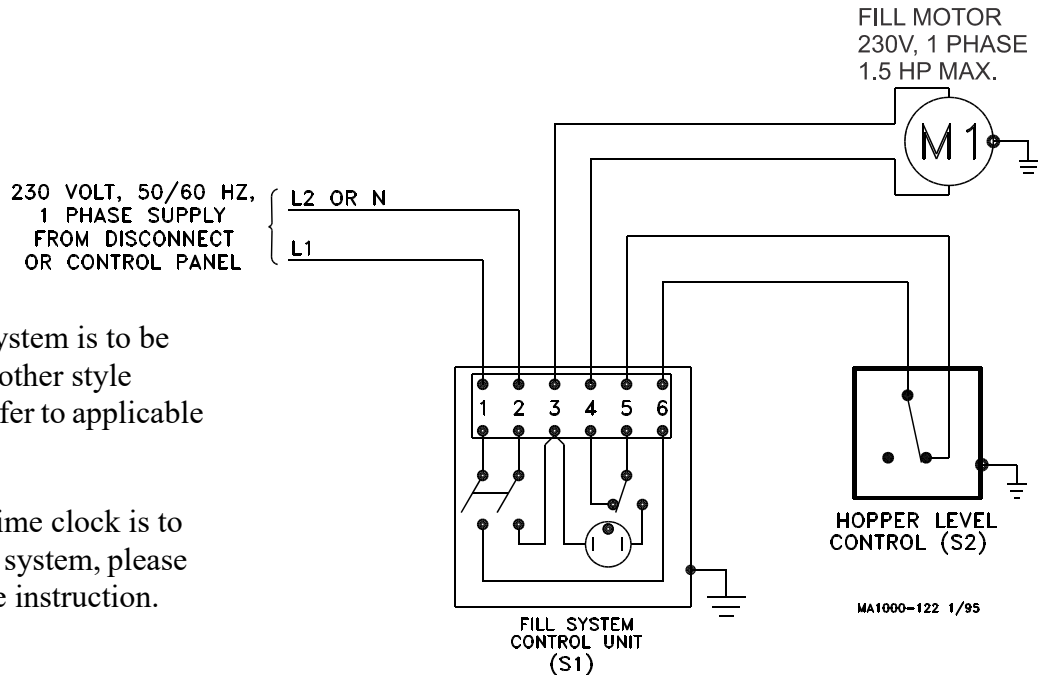 FILL MOTOR
230V, 1 PHASE
1.5 HP MAX.
M1
230 VOLT, 50/60 HZ,
1 PHASE SUPPLY
FROM DISCONNECT
OR CONTROL PANEL
L2 OR N
L1
ystem is to be
other style
fer to applicable
1 2 3 4 5 6
ime clock is to
system, please
e instruction.
HOPPER LEVEL
CONTROL (S2)
MA1000-122 1/95
FILL SYSTEM
CONTROL UNIT
(S1)